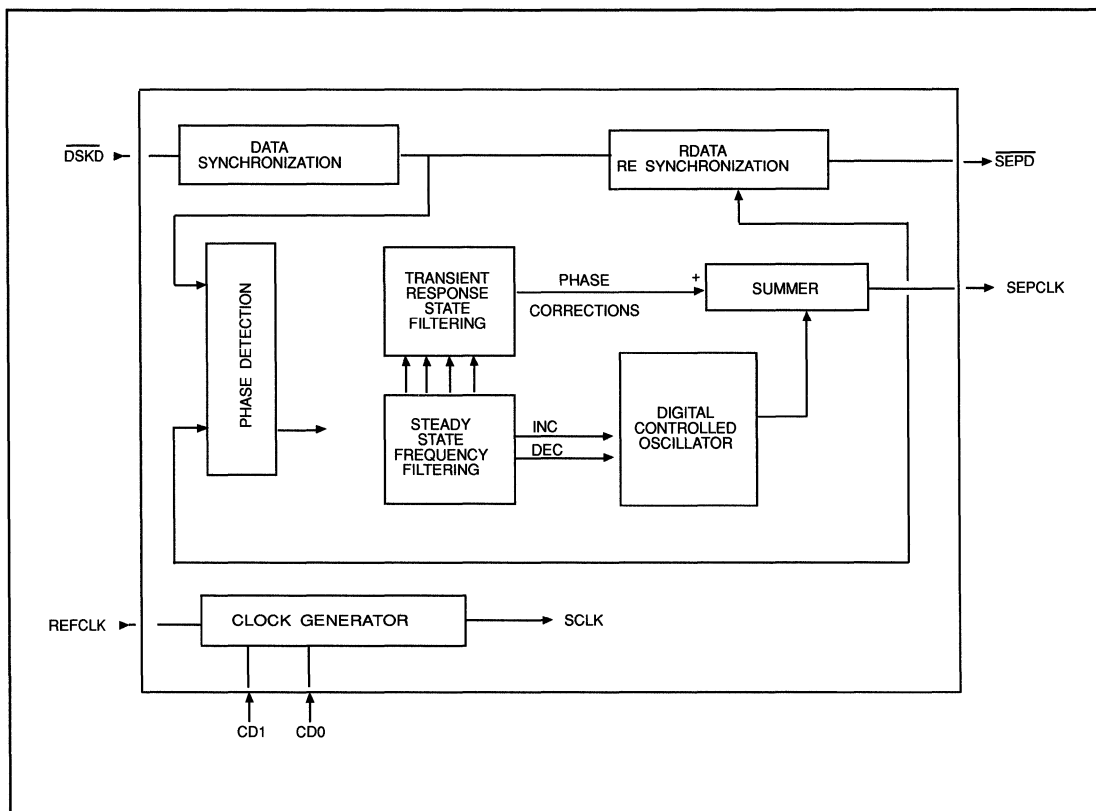 DSKD
DATA
SYNCHRONIZATION
RDATA
RE SYNCHRONIZATION
SEPD
PHASE DETECTION
TRANSIENT
RESPONSE
STATE
FILTERING
PHASE
CORRECTIONS
+
SUMMER
SEPCLK
STEADY
STATE
FREQUENCY
FILTERING
INC
DEC
DIGITAL
CONTROLLED
OSCILLATOR
REFCLK
CLOCK GENERATOR
SCLK
CD1
CD0